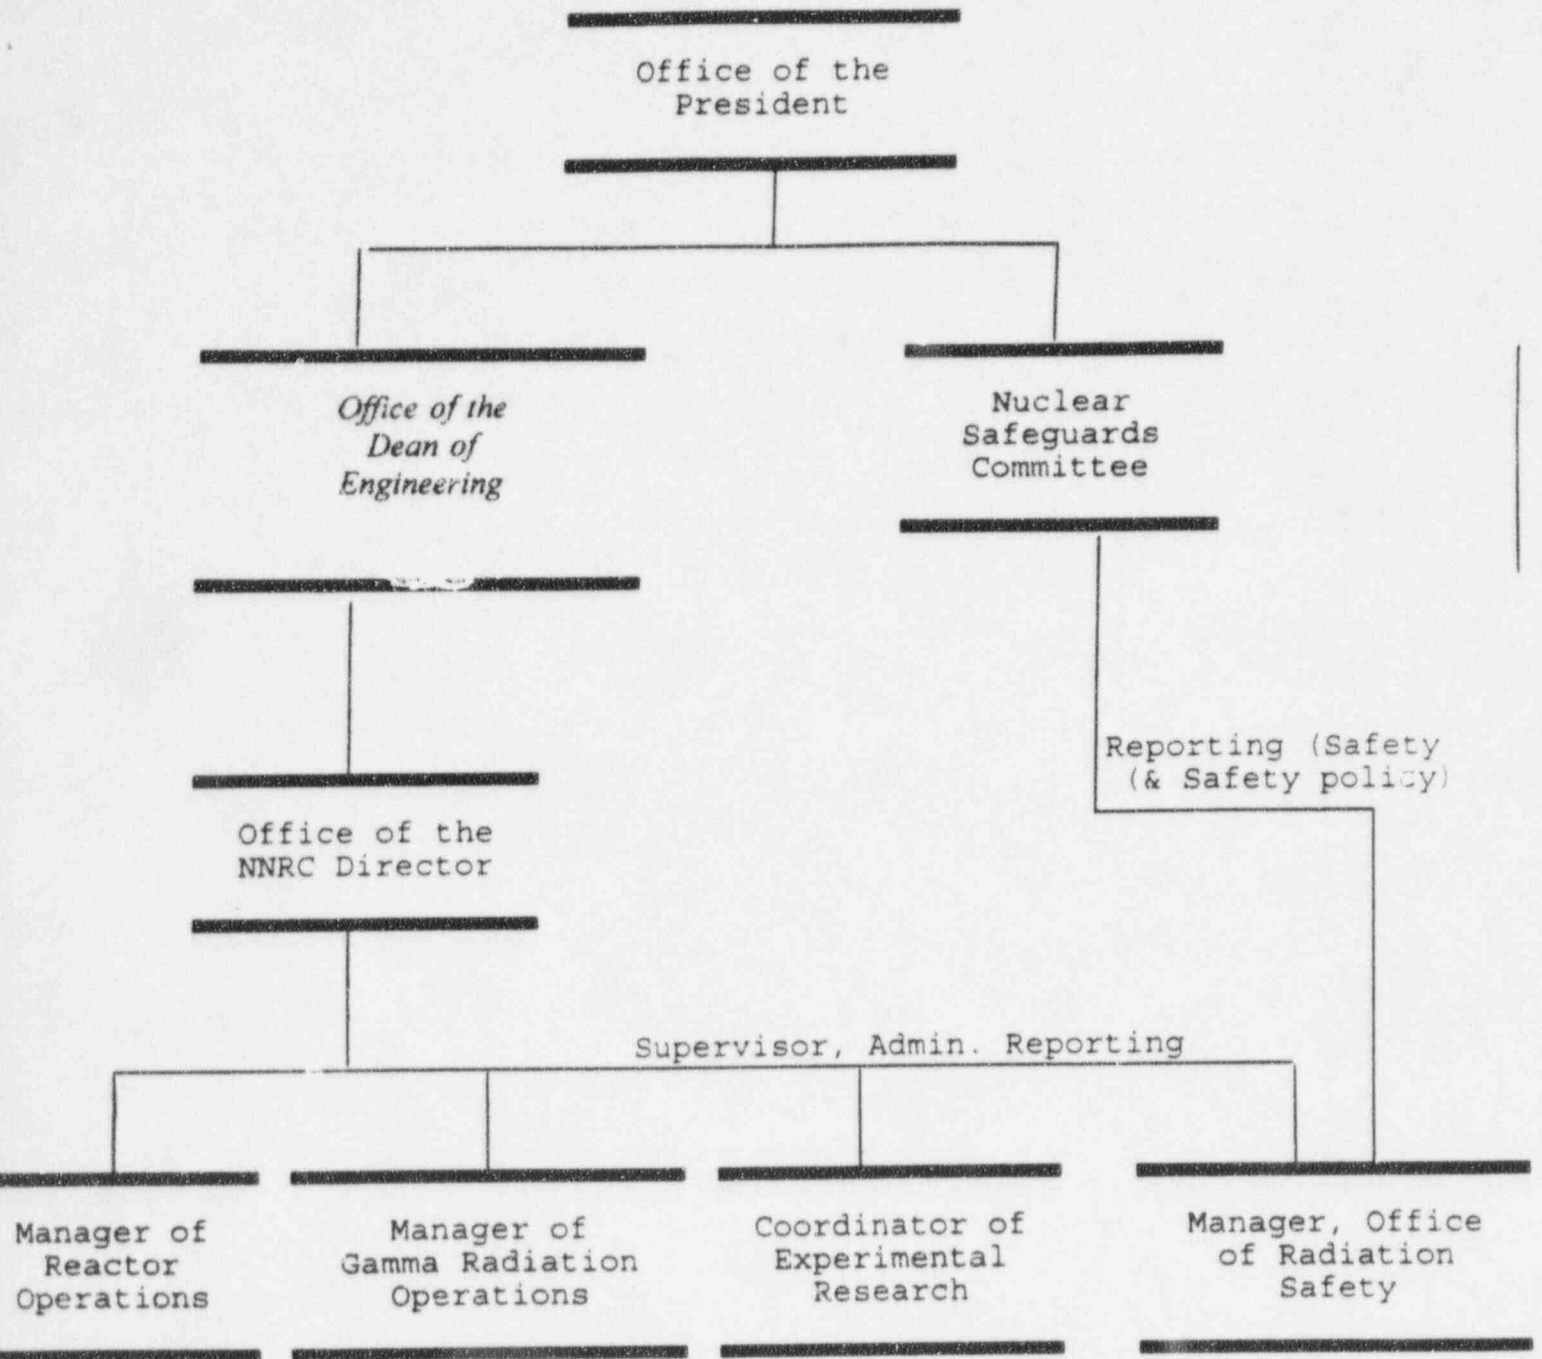 Office of the
President
Office of the
Dean of
Engineering
Nuclear
Safeguards
Committee
Reporting (Safety
(& Safety policy)
Office of the
NNRC Director
Supervisor, Admin. Reporting
Manager of
Reactor
Operations
Manager of
Gamma Radiation
Operations
Coordinator of
Experimental
Research
Manager, Office
of Radiation
Safety